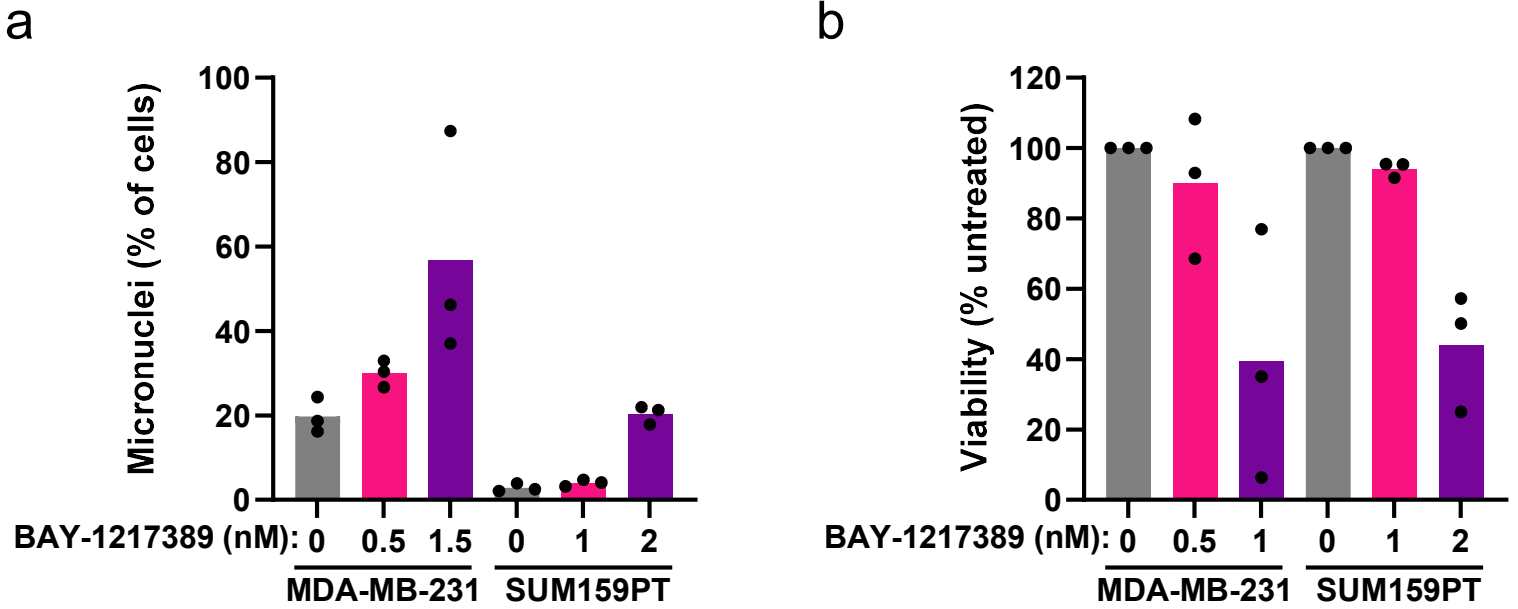 a
Micronuclei (% of cells)
100
80
60
40
20
0
BAY-1217389 (nM): 0 0.5 1.5 0 1 2
MDA-MB-231 SUM159PT
b
Viability (% untreated)
120
100
80
60
40
20
0
BAY-1217389 (nM): 0 0.5 1 0 1 2
MDA-MB-231 SUM159PT